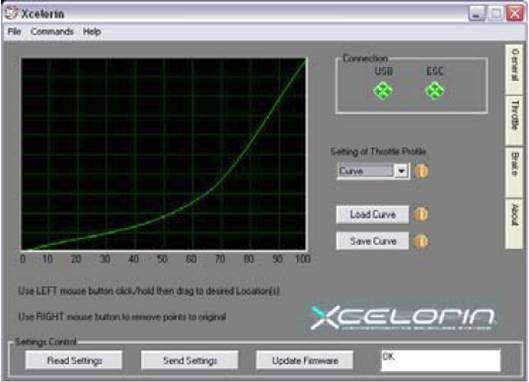 Xcelorin
File Commands Help
Connection
USB ESC
General
Throttle
Brake
About
Setting of Throttle Profile
Curve
Load Curve
Save Curve
0 10 20 30 40 50 60 70 80 90 100
Use LEFT mouse button click/hold then drag to desired Location(s)
Use RIGHT mouse button to remove points to original
XCELORIN
Settings Control
Read Settings Send Settings Update Firmware OK